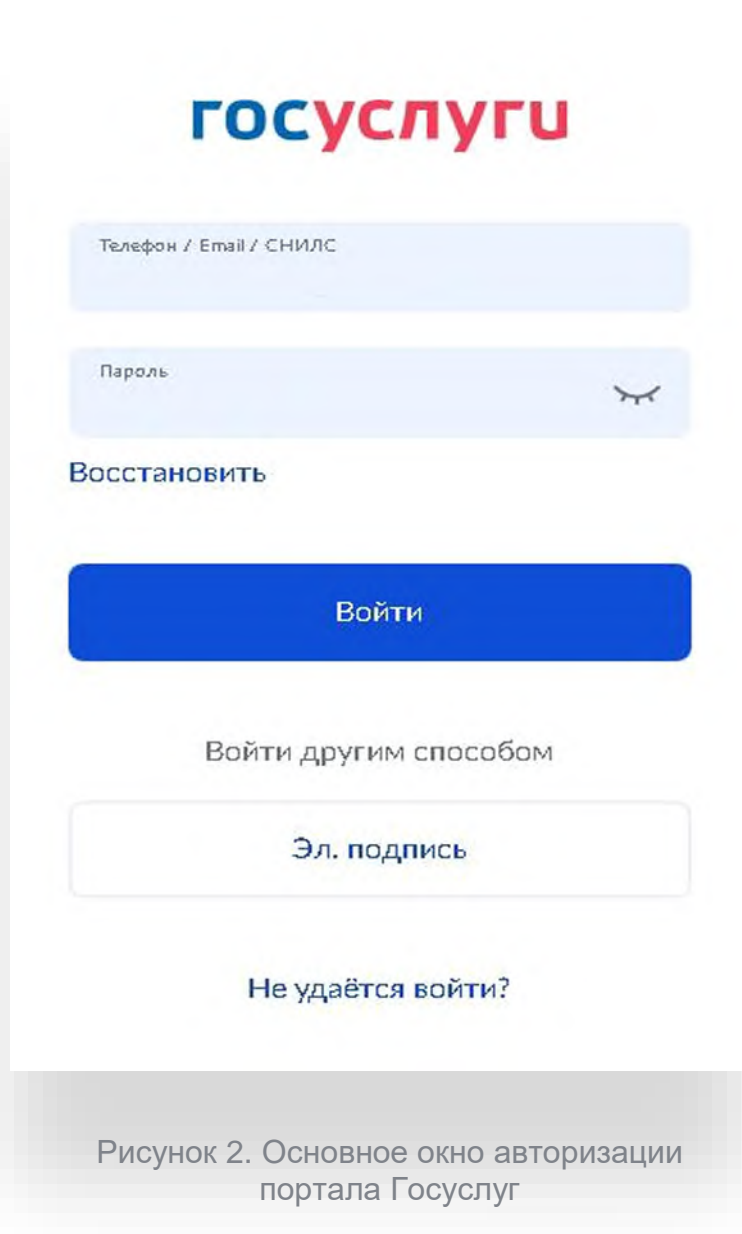 госуслуги
Телефон / Email / СНИЛС
Пароль
Восстановить
Войти
Войти другим способом
Эл. подпись
Не удаётся войти?
Рисунок 2. Основное окно авторизации
портала Госуслуг